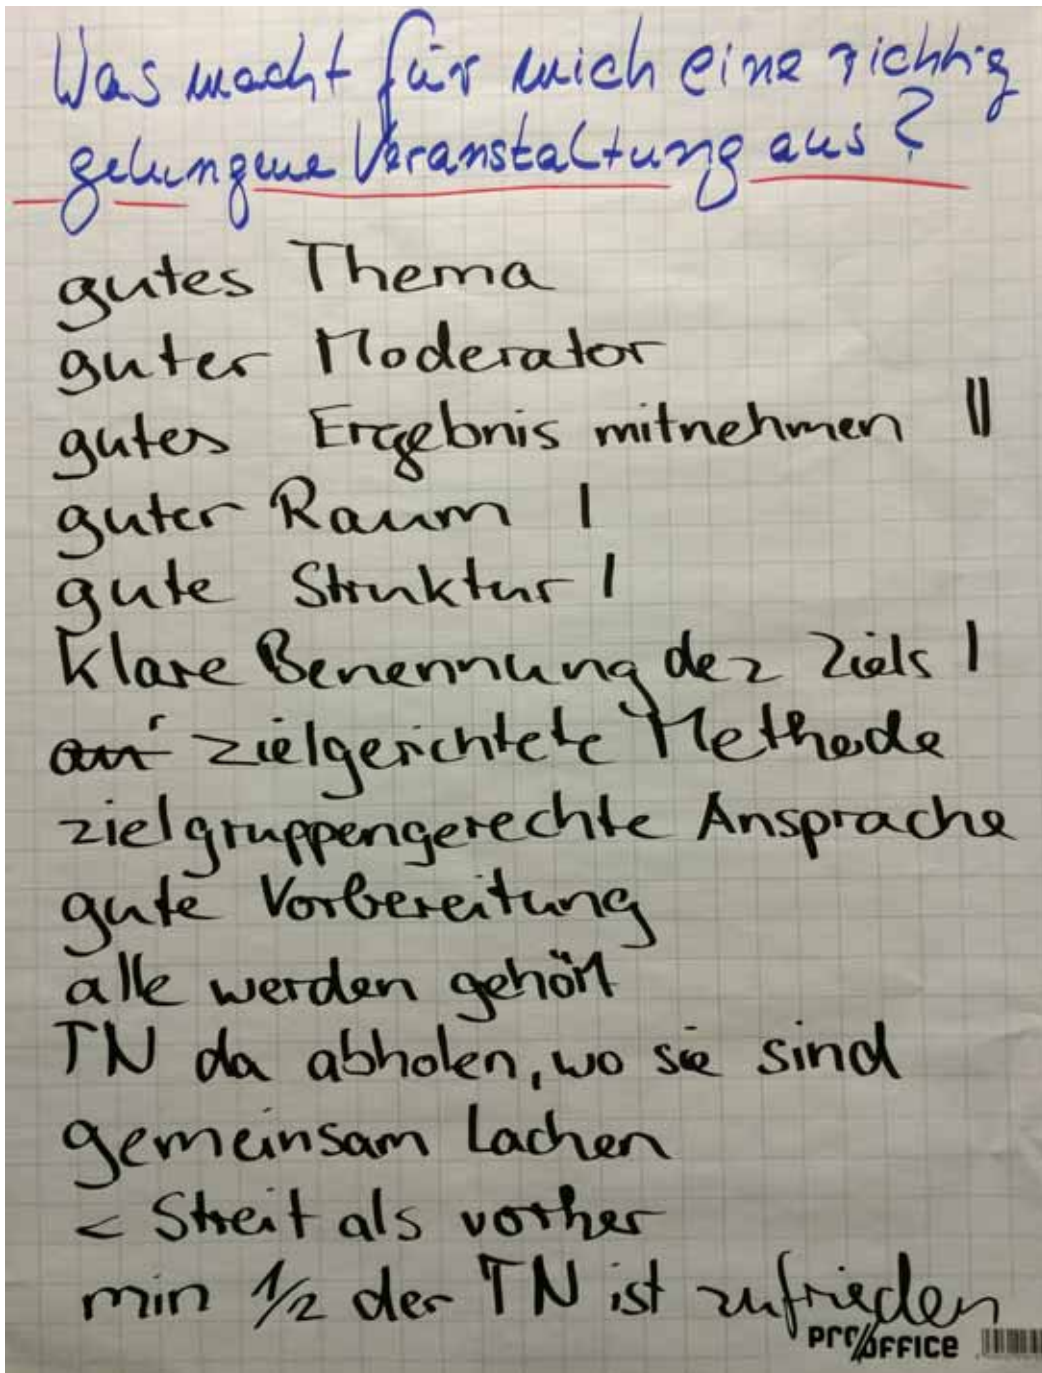 Was macht für mich eine richtig
gelungene Veranstaltung aus?
gutes Thema
guter Moderator
gutes Ergebnis mitnehmen ||
guter Raum |
gute Struktur |
klare Benennung des Ziels |
zielgerichtete Methode
zielgruppengerechte Ansprache
gute Vorbereitung
alle werden gehört
TN da abholen, wo sie sind
gemeinsam Lachen
< Streit als vorher
min 1/2 der TN ist zufrieden
pro/OFFICE